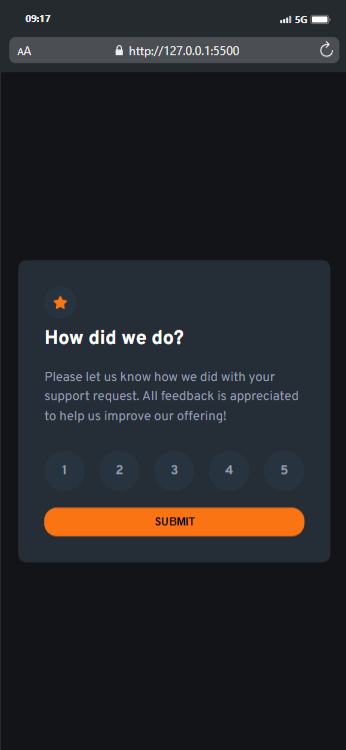 09:17
5G
AA
http://127.0.0.1:5500
How did we do?
Please let us know how we did with your
support request. All feedback is appreciated
to help us improve our offering!
1 2 3 4 5
SUBMIT